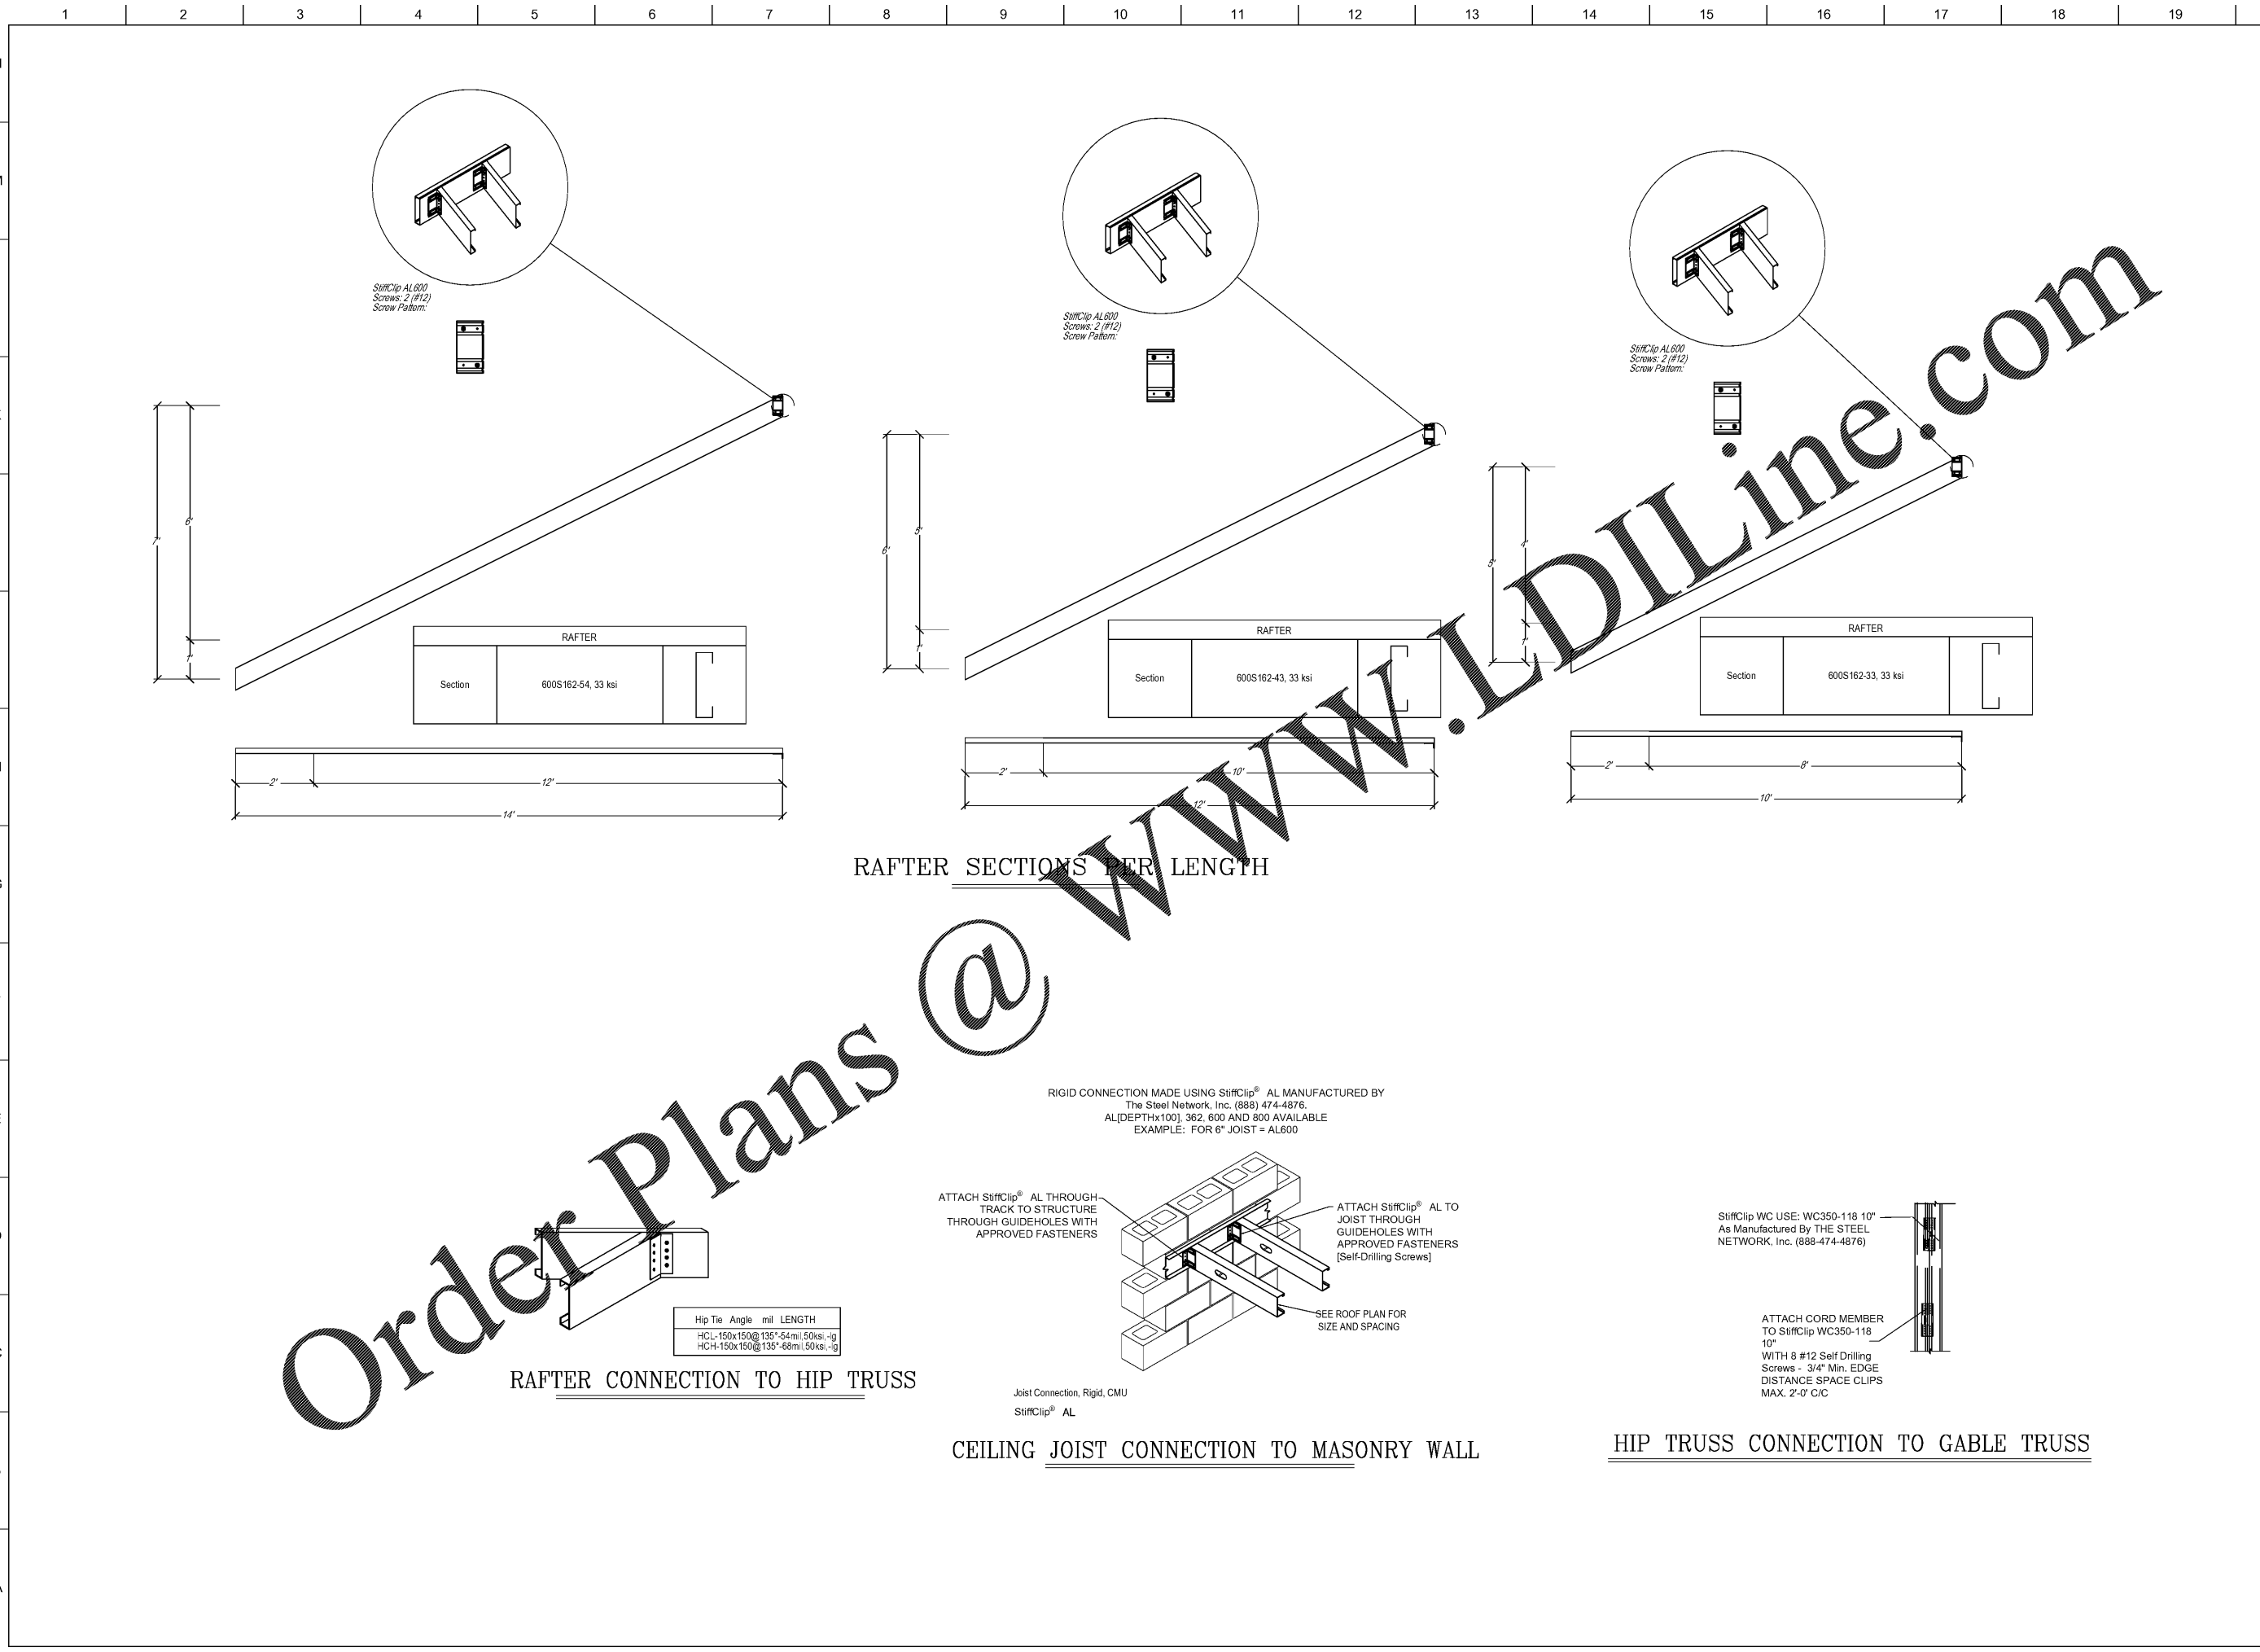 1 2 3 4 5 6 7 8 9 10 11 12 13 14 15 16 17 18 19
StiffClip AL600
Screws: 2 (#12)
Screw Pattern:
7'
6'
1'
RAFTER
Section 600S162-54, 33 ksi
2' 12'
14'
StiffClip AL600
Screws: 2 (#12)
Screw Pattern:
6'
5'
1'
RAFTER
Section 600S162-43, 33 ksi
2' 10'
12'
StiffClip AL600
Screws: 2 (#12)
Screw Pattern:
5'
4'
1'
RAFTER
Section 600S162-33, 33 ksi
2' 8'
10'
RAFTER SECTIONS PER LENGTH
Order Plans @ www.LDILine.com
Hip Tie Angle mil LENGTH
HCL-150x150@135°-54mil,50ksi,-lg
HCH-150x150@135°-68mil,50ksi,-lg
RAFTER CONNECTION TO HIP TRUSS
RIGID CONNECTION MADE USING StiffClip® AL MANUFACTURED BY
The Steel Network, Inc. (888) 474-4876.
AL[DEPTHx100], 362, 600 AND 800 AVAILABLE
EXAMPLE: FOR 6" JOIST = AL600
ATTACH StiffClip® AL THROUGH
TRACK TO STRUCTURE
THROUGH GUIDEHOLES WITH
APPROVED FASTENERS
ATTACH StiffClip® AL TO
JOIST THROUGH
GUIDEHOLES WITH
APPROVED FASTENERS
[Self-Drilling Screws]
SEE ROOF PLAN FOR
SIZE AND SPACING
Joist Connection, Rigid, CMU
StiffClip® AL
CEILING JOIST CONNECTION TO MASONRY WALL
StiffClip WC USE: WC350-118 10"
As Manufactured By THE STEEL
NETWORK, Inc. (888-474-4876)
ATTACH CORD MEMBER
TO StiffClip WC350-118
10"
WITH 8 #12 Self Drilling
Screws - 3/4" Min. EDGE
DISTANCE SPACE CLIPS
MAX. 2'-0' C/C
HIP TRUSS CONNECTION TO GABLE TRUSS